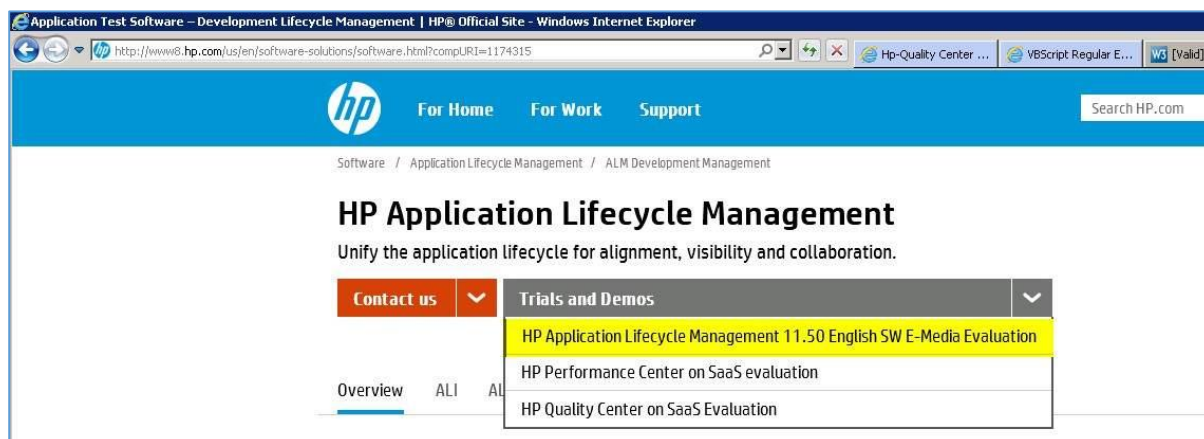 Application Test Software – Development Lifecycle Management | HP® Official Site - Windows Internet Explorer
http://www8.hp.com/us/en/software-solutions/software.html?compURI=1174315
Hp-Quality Center ...
VBScript Regular E...
W3 [Valid]
hp
For Home
For Work
Support
Search HP.com
Software / Application Lifecycle Management / ALM Development Management
HP Application Lifecycle Management
Unify the application lifecycle for alignment, visibility and collaboration.
Contact us
Trials and Demos
HP Application Lifecycle Management 11.50 English SW E-Media Evaluation
HP Performance Center on SaaS evaluation
HP Quality Center on SaaS Evaluation
Overview
ALI
AL